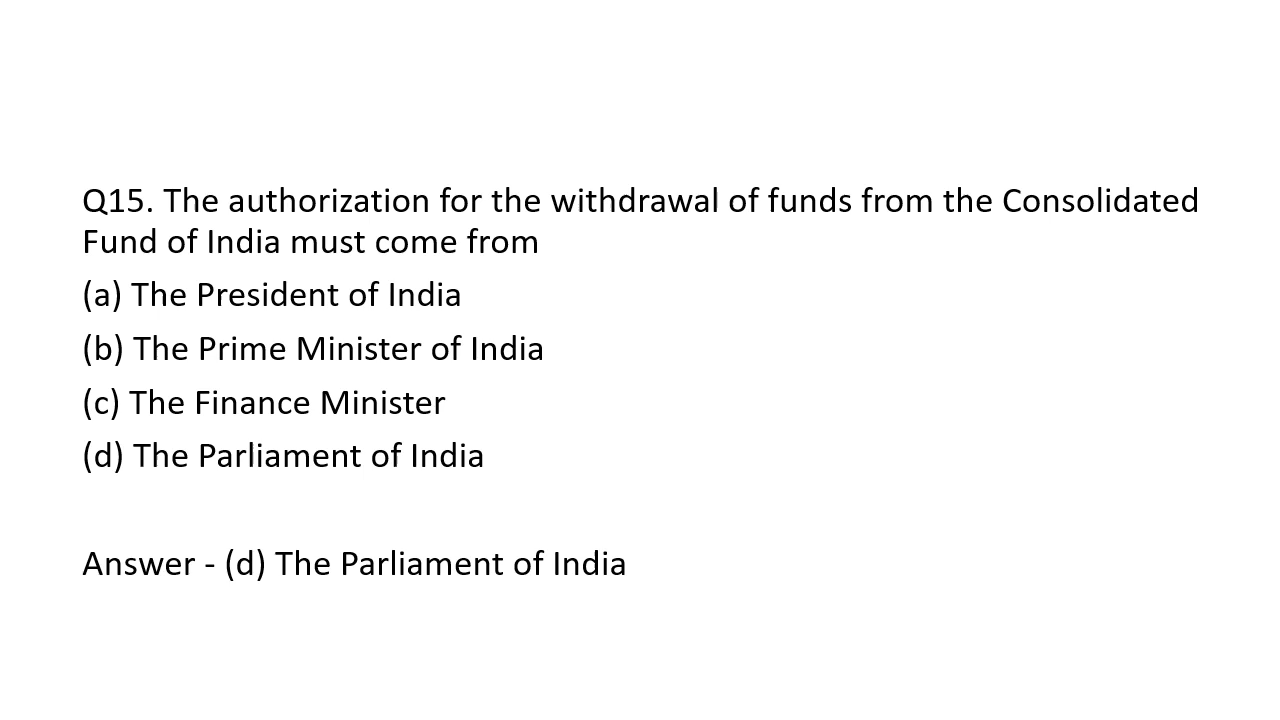 Q15. The authorization for the withdrawal of funds from the Consolidated
Fund of India must come from
(a) The President of India
(b) The Prime Minister of India
(c) The Finance Minister
(d) The Parliament of India
Answer - (d) The Parliament of India